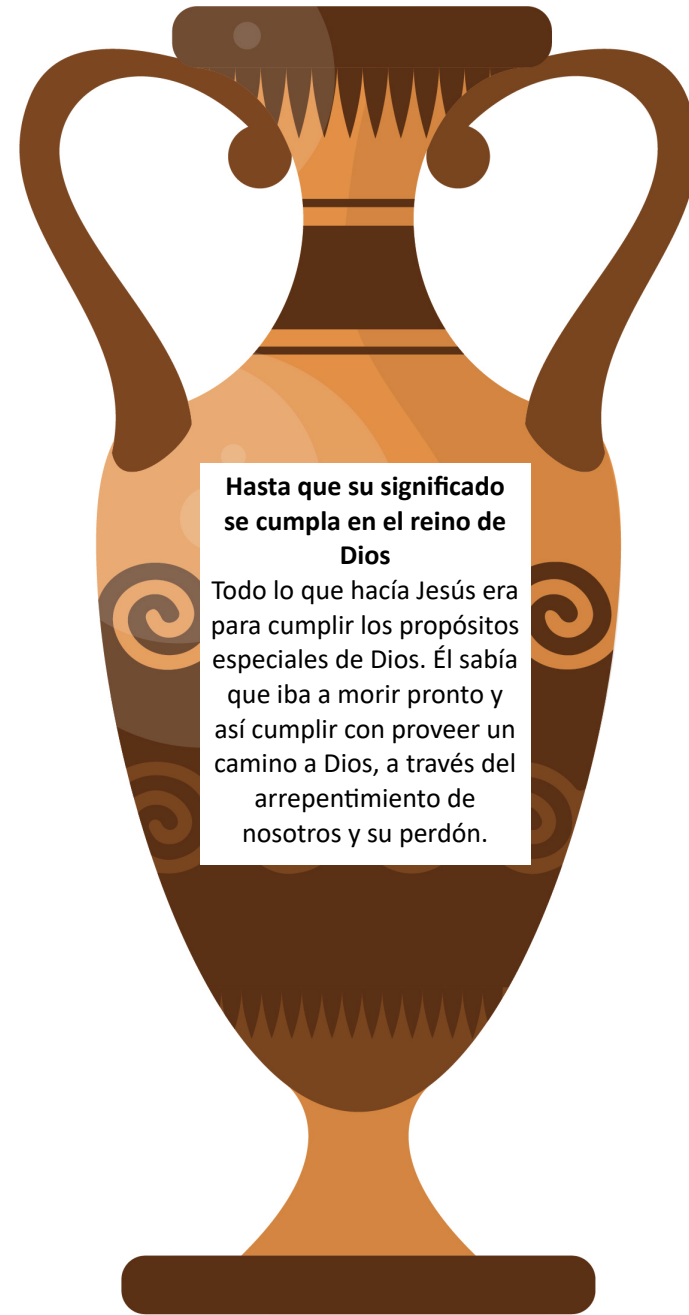 Hasta que su significado
se cumpla en el reino de
Dios
Todo lo que hacía Jesús era
para cumplir los propósitos
especiales de Dios. Él sabía
que iba a morir pronto y
así cumplir con proveer un
camino a Dios, a través del
arrepentimiento de
nosotros y su perdón.